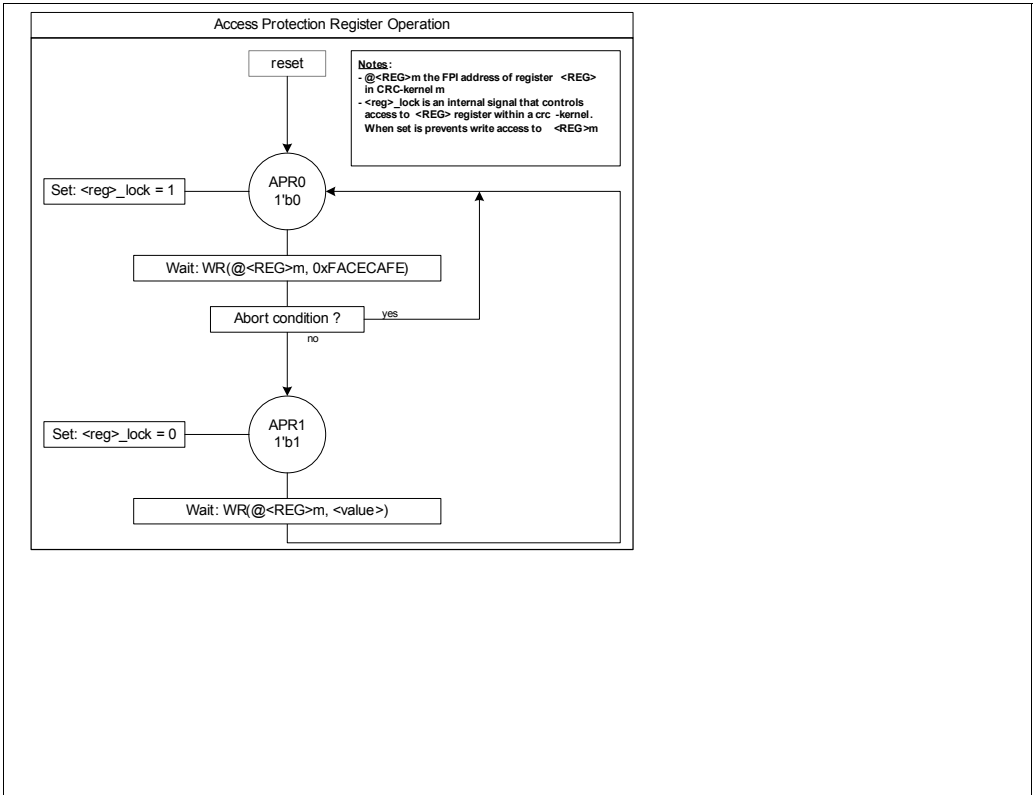 Access Protection Register Operation
reset
Notes:
- @<REG>m the FPI address of register <REG>
in CRC-kernel m
- <reg>_lock is an internal signal that controls
access to <REG> register within a crc -kernel.
When set is prevents write access to <REG>m
APR0
1'b0
Set: <reg>_lock = 1
Wait: WR(@<REG>m, 0xFACECAFE)
Abort condition ?
yes
no
APR1
1'b1
Set: <reg>_lock = 0
Wait: WR(@<REG>m, <value>)